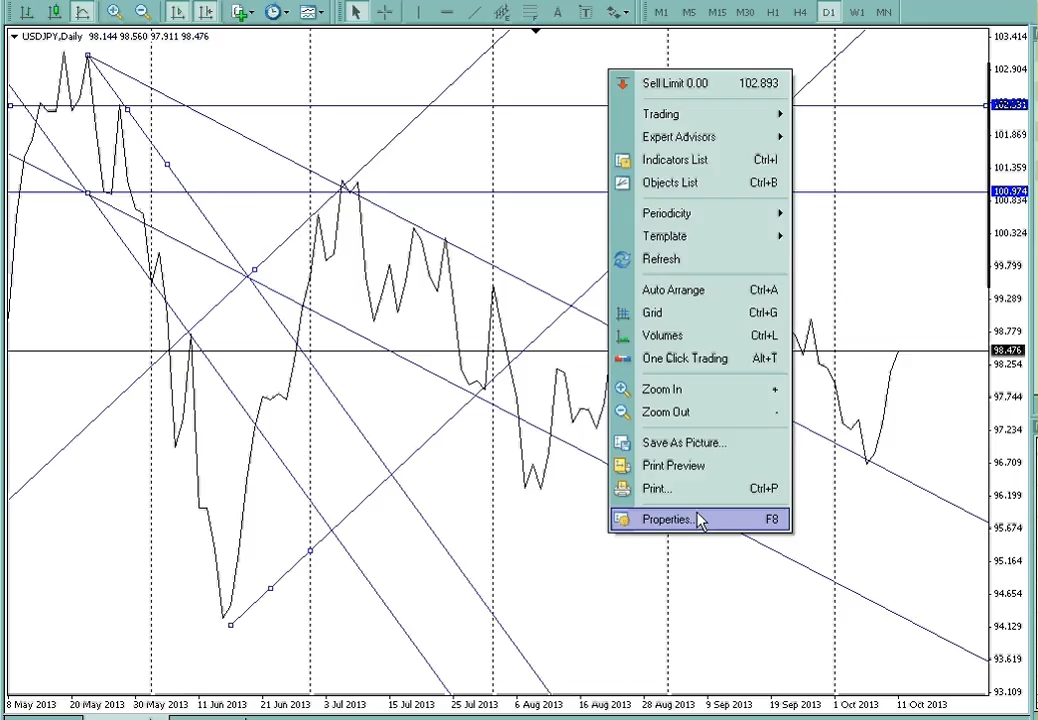 M1 M5 M15 M30 H1 H4 D1 W1 MN
USDJPY,Daily 98.144 98.560 97.911 98.476
Sell Limit 0.00 102.893
Trading
Expert Advisors
Indicators List Ctrl+I
Objects List Ctrl+B
Periodicity
Template
Refresh
Auto Arrange Ctrl+A
Grid Ctrl+G
Volumes Ctrl+L
One Click Trading Alt+T
Zoom In +
Zoom Out -
Save As Picture...
Print Preview
Print... Ctrl+P
Properties... F8
103.414
102.904
101.869
101.359
100.974
100.834
100.324
99.799
99.289
98.779
98.476
98.254
97.744
97.234
96.709
96.199
95.674
95.164
94.654
94.129
93.619
93.109
8 May 2013 20 May 2013 30 May 2013 11 Jun 2013 21 Jun 2013 3 Jul 2013 15 Jul 2013 25 Jul 2013 6 Aug 2013 16 Aug 2013 28 Aug 2013 9 Sep 2013 19 Sep 2013 1 Oct 2013 11 Oct 2013